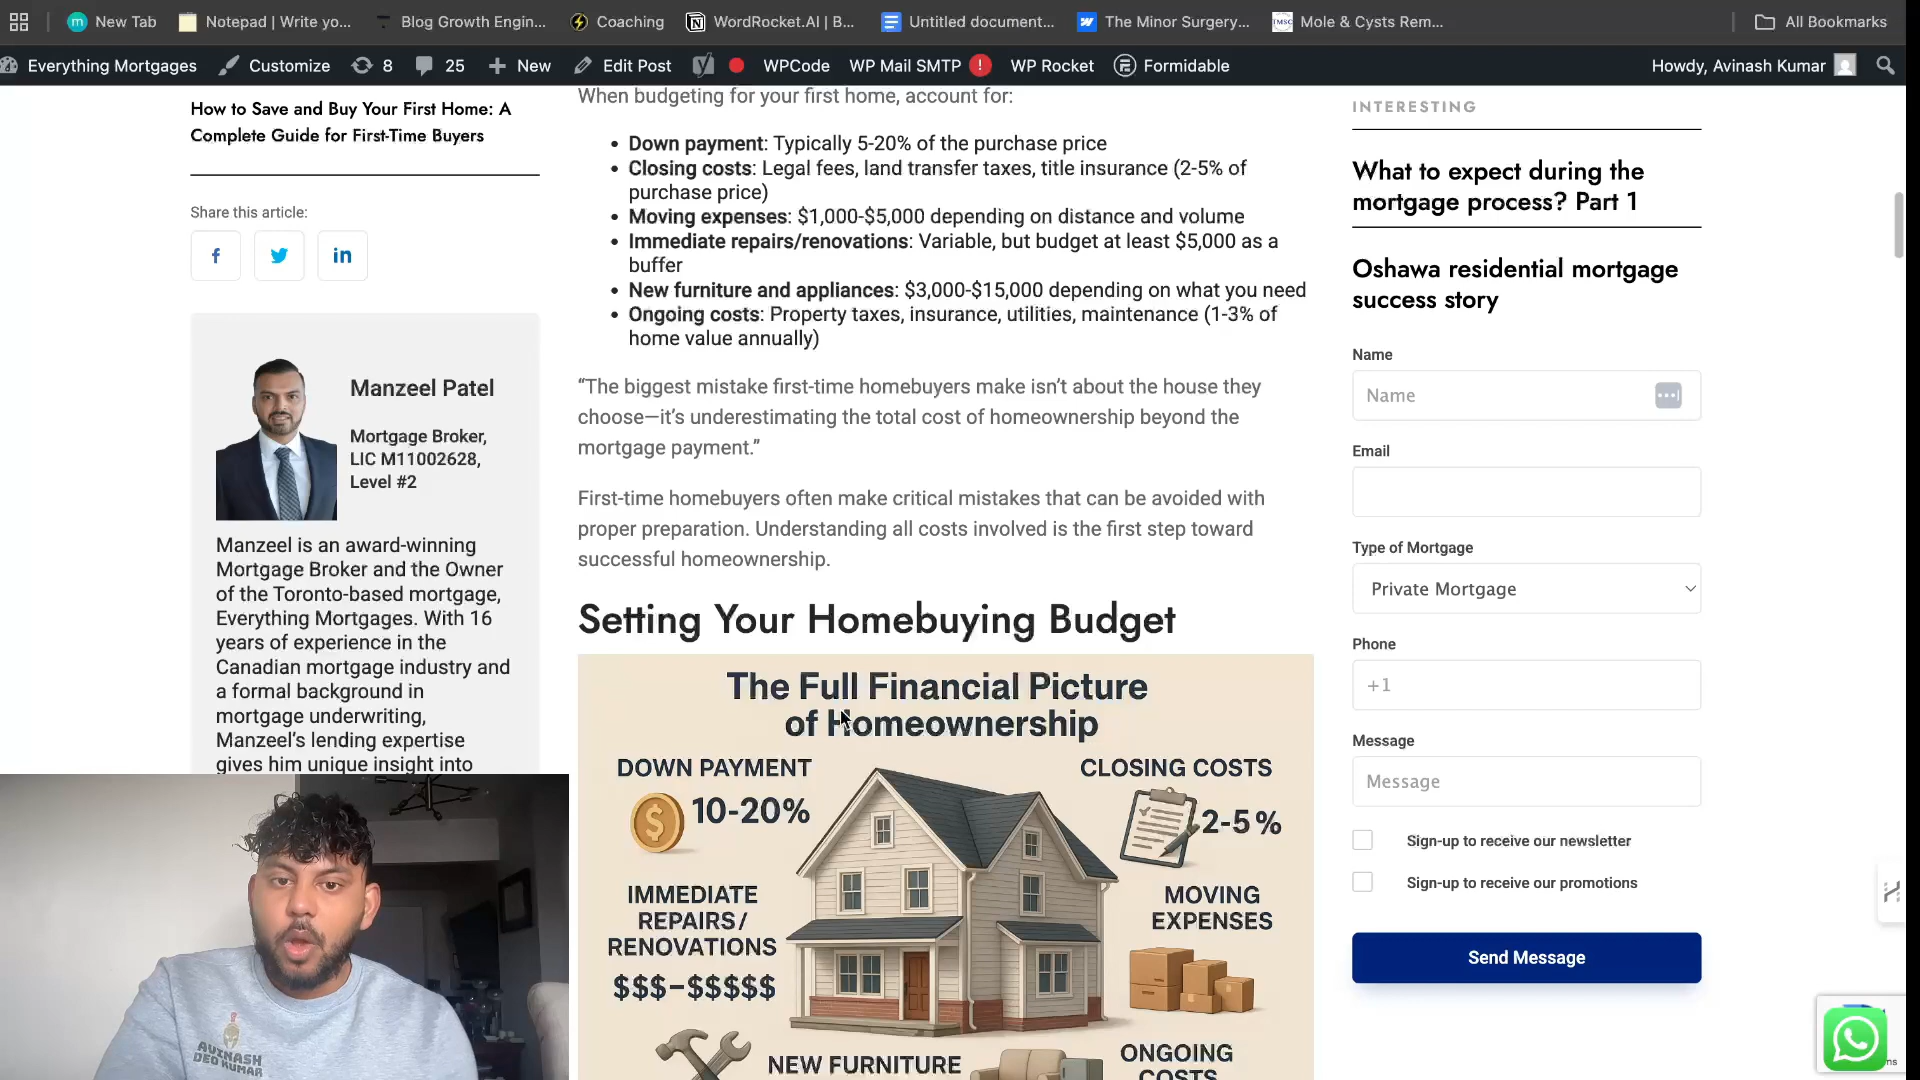 New Tab
Notepad | Write yo...
Blog Growth Engin...
Coaching
WordRocket.AI | B...
Untitled document...
The Minor Surgery...
Mole & Cysts Rem...
All Bookmarks
Everything Mortgages
Customize
8
25
New
Edit Post
WPCode
WP Mail SMTP
!
WP Rocket
Formidable
Howdy, Avinash Kumar
How to Save and Buy Your First Home: A
Complete Guide for First-Time Buyers
Share this article:
Manzeel Patel
Mortgage Broker,
LIC M11002628,
Level #2
Manzeel is an award-winning
Mortgage Broker and the Owner
of the Toronto-based mortgage,
Everything Mortgages. With 16
years of experience in the
Canadian mortgage industry and
a formal background in
mortgage underwriting,
Manzeel's lending expertise
gives him unique insight into
AVINASH
DEO KUMAR
When budgeting for your first home, account for:
• Down payment: Typically 5-20% of the purchase price
• Closing costs: Legal fees, land transfer taxes, title insurance (2-5% of
purchase price)
• Moving expenses: $1,000-$5,000 depending on distance and volume
• Immediate repairs/renovations: Variable, but budget at least $5,000 as a
buffer
• New furniture and appliances: $3,000-$15,000 depending on what you need
• Ongoing costs: Property taxes, insurance, utilities, maintenance (1-3% of
home value annually)
“The biggest mistake first-time homebuyers make isn’t about the house they
choose—it’s underestimating the total cost of homeownership beyond the
mortgage payment.”
First-time homebuyers often make critical mistakes that can be avoided with
proper preparation. Understanding all costs involved is the first step toward
successful homeownership.
Setting Your Homebuying Budget
The Full Financial Picture
of Homeownership
DOWN PAYMENT
10-20%
CLOSING COSTS
2-5%
IMMEDIATE
REPAIRS/
RENOVATIONS
$$$–$$$$$
MOVING
EXPENSES
NEW FURNITURE
ONGOING
COSTS
INTERESTING
What to expect during the
mortgage process? Part 1
Oshawa residential mortgage
success story
Name
Name
Email
Type of Mortgage
Private Mortgage
Phone
+1
Message
Message
Sign-up to receive our newsletter
Sign-up to receive our promotions
Send Message